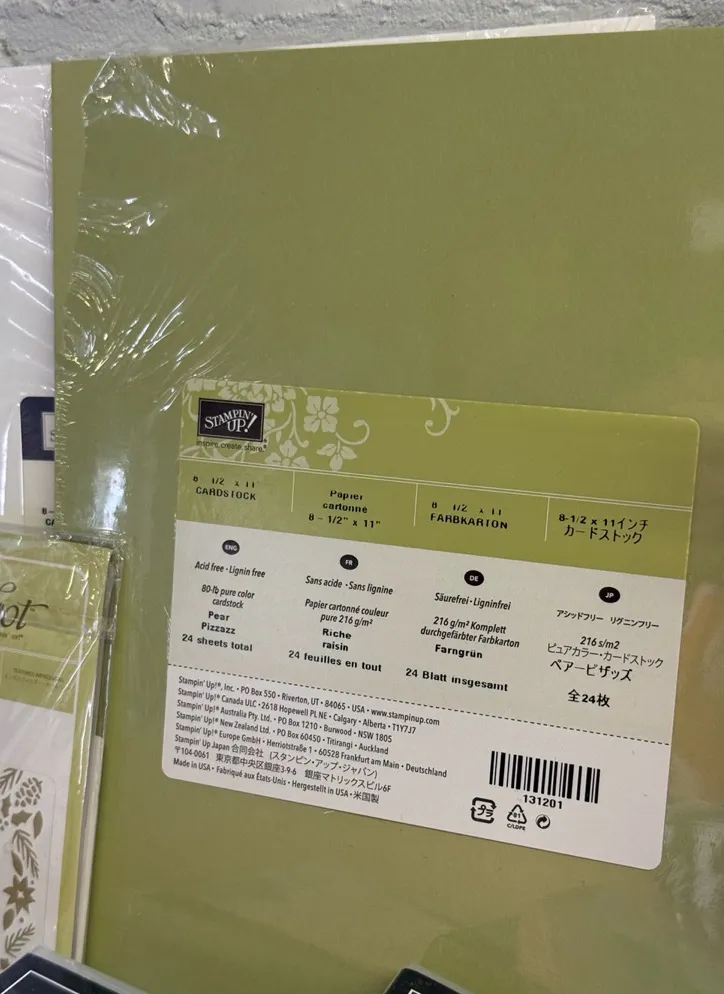 STAMPIN' UP!
inspire.create.share.®
8 1/2 x 11
CARDSTOCK
Papier
cartonné
8 - 1/2" x 11"
8 1/2 x 11
FARBKARTON
8-1/2 x 11インチ
カードストック
ENG
Acid free · Lignin free
80-lb pure color
cardstock
Pear
Pizzazz
24 sheets total
FR
Sans acide · Sans lignine
Papier cartonné couleur
pure 216 g/m²
Riche
raisin
24 feuilles en tout
DE
Säurefrei · Ligninfrei
216 g/m² Komplett
durchgefärbter Farbkarton
Farngrün
24 Blatt insgesamt
JP
アシッドフリー リグニンフリー
216 s/m2
ピュアカラー・カードストック
ペアーピザッズ
全24枚
Stampin' Up!®, Inc. • PO Box 550 • Riverton, UT • 84065 • USA • www.stampinup.com
Stampin' Up!® Canada ULC • 2618 Hopewell PL NE • Calgary • Alberta • T1Y7J7
Stampin' Up!® Australia Pty. Ltd. • PO Box 1210 • Burwood • NSW 1805
Stampin' Up!® New Zealand Ltd. • PO Box 60450 • Titirangi • Auckland
Stampin' Up!® Europe GmbH • Herriotstraße 1 • 60528 Frankfurt am Main • Deutschland
Stampin' Up Japan 合同会社 (スタンピン・アップ・ジャパン)
〒104-0061 東京都中央区銀座3-9-6 銀座マトリックスビル6F
Made in USA • Fabriqué aux États-Unis • Hergestellt in USA • 米国製
131201
プラ
C/LDPE